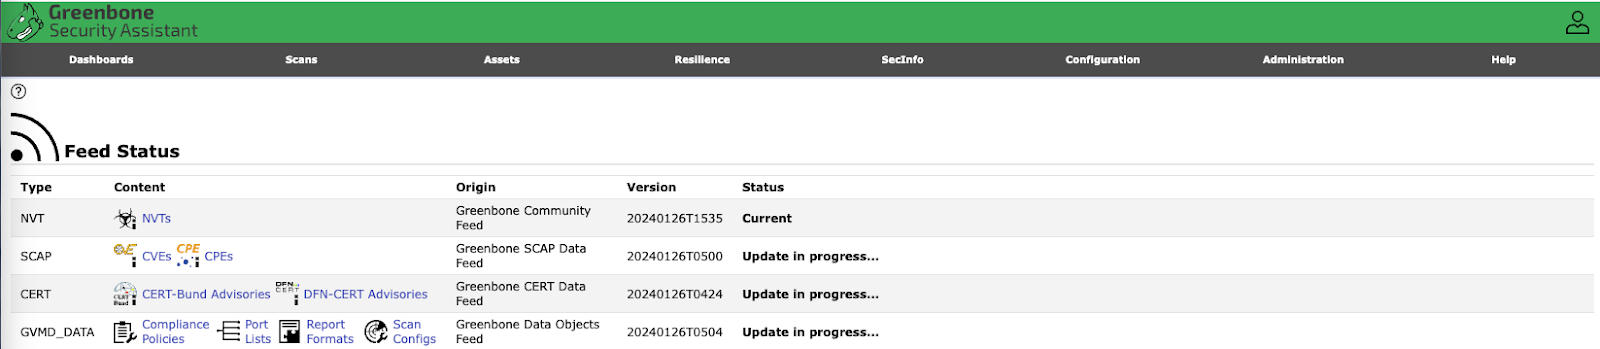 Greenbone
Security Assistant
Dashboards Scans Assets Resilience SecInfo Configuration Administration Help
?
Feed Status
Type Content Origin Version Status
NVT NVTs Greenbone Community Feed 20240126T1535 Current
SCAP CVEs CPE CPEs Greenbone SCAP Data Feed 20240126T0500 Update in progress...
CERT CERT Bund CERT-Bund Advisories DFN CERT DFN-CERT Advisories Greenbone CERT Data Feed 20240126T0424 Update in progress...
GVMD_DATA Compliance Policies Port Lists Report Formats Scan Configs Greenbone Data Objects Feed 20240126T0504 Update in progress...